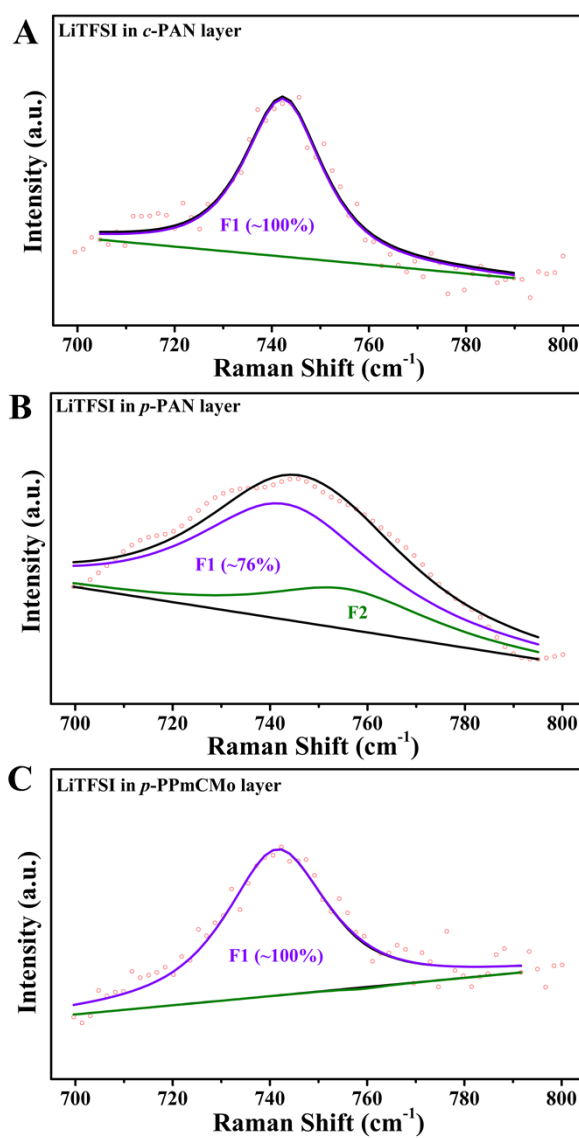 A
LiTFSI in c-PAN layer
Intensity (a.u.)
F1 (~100%)
700 720 740 760 780 800
Raman Shift (cm-1)
B
LiTFSI in p-PAN layer
Intensity (a.u.)
F1 (~76%)
F2
700 720 740 760 780 800
Raman Shift (cm-1)
C
LiTFSI in p-PPmCMo layer
Intensity (a.u.)
F1 (~100%)
700 720 740 760 780 800
Raman Shift (cm-1)